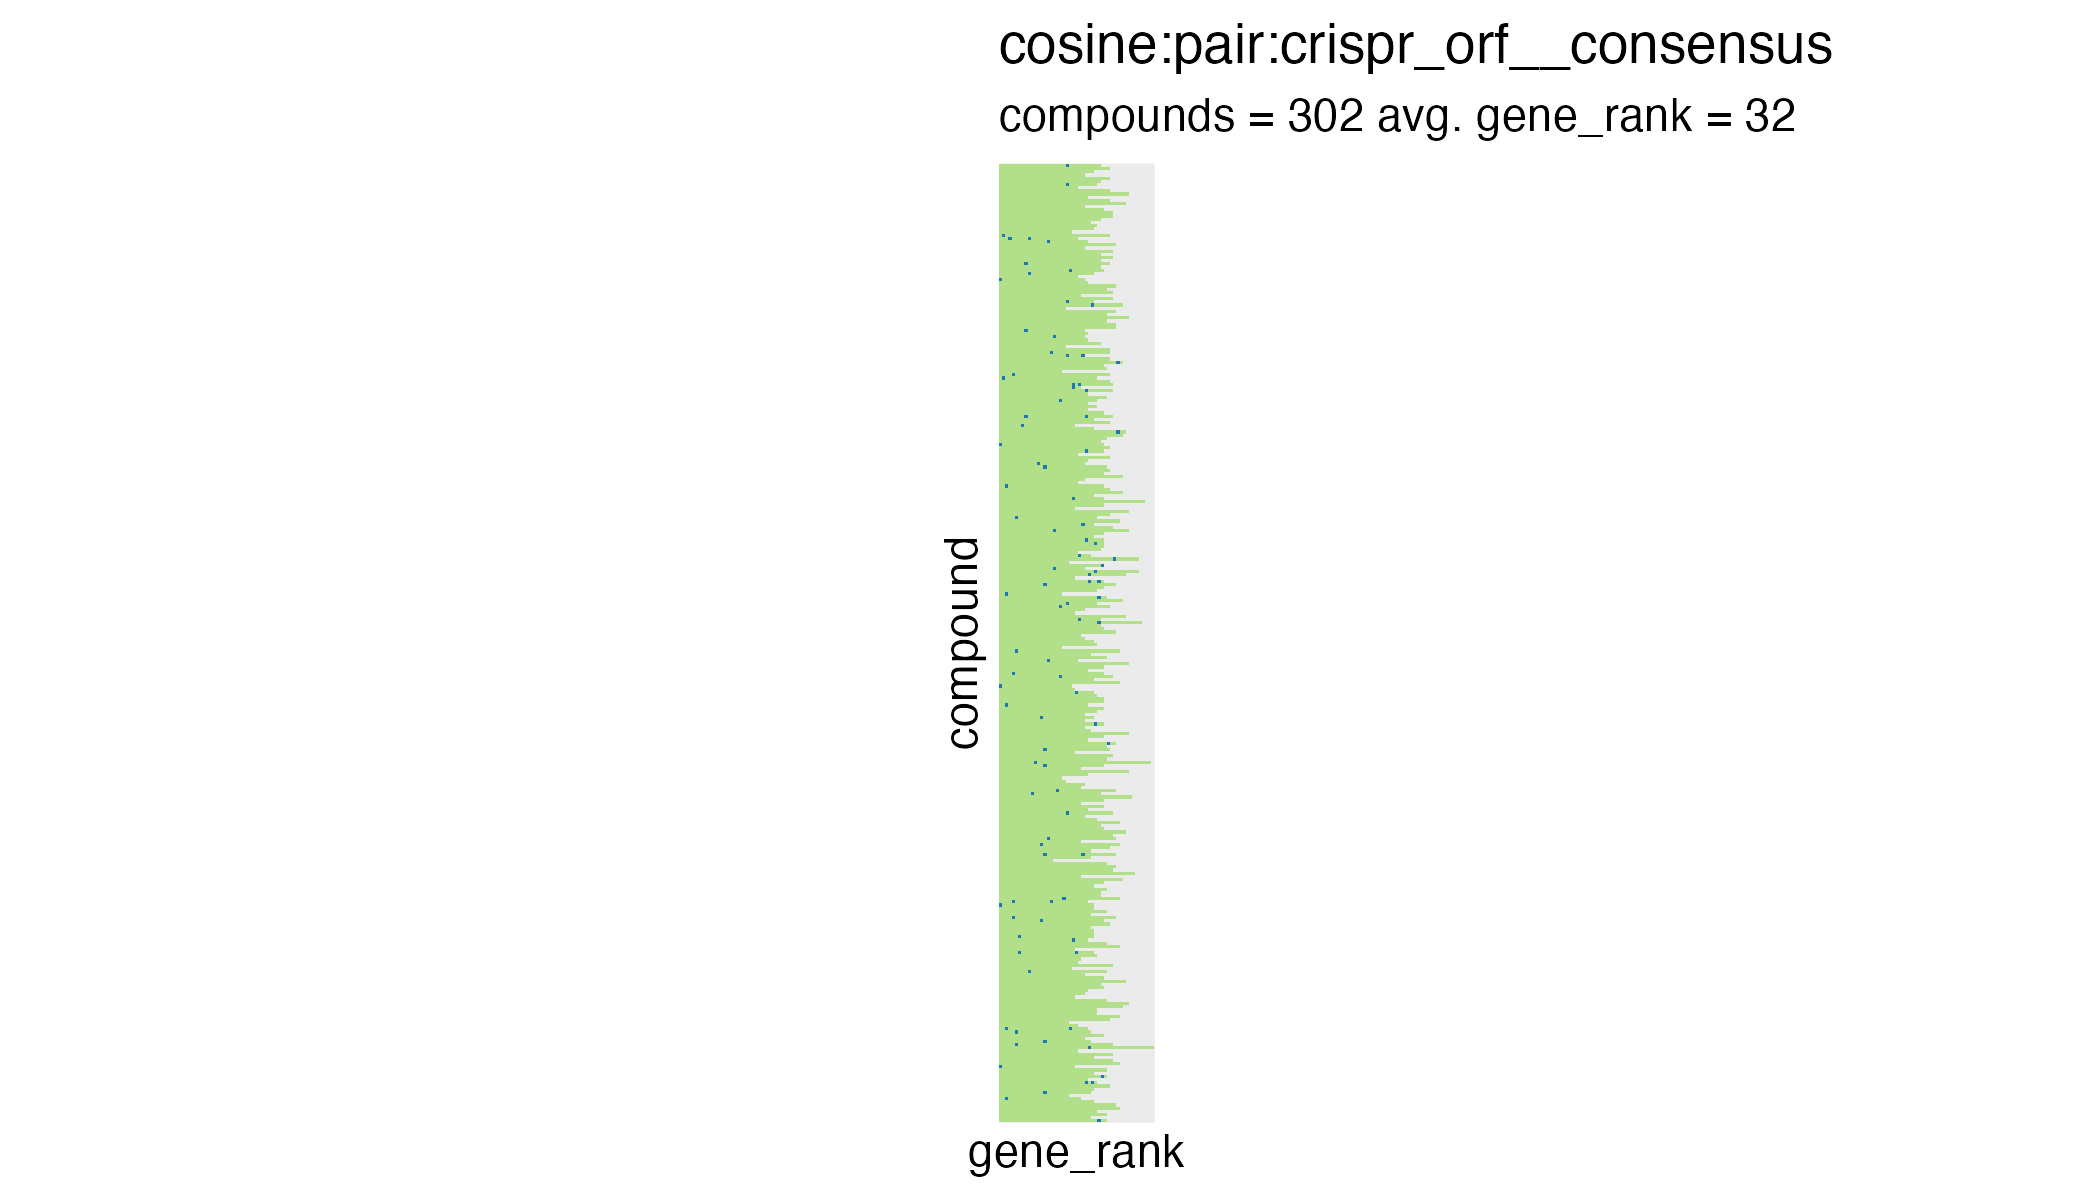 cosine:pair:crispr_orf__consensus
compounds = 302 avg. gene_rank = 32
compound
gene_rank